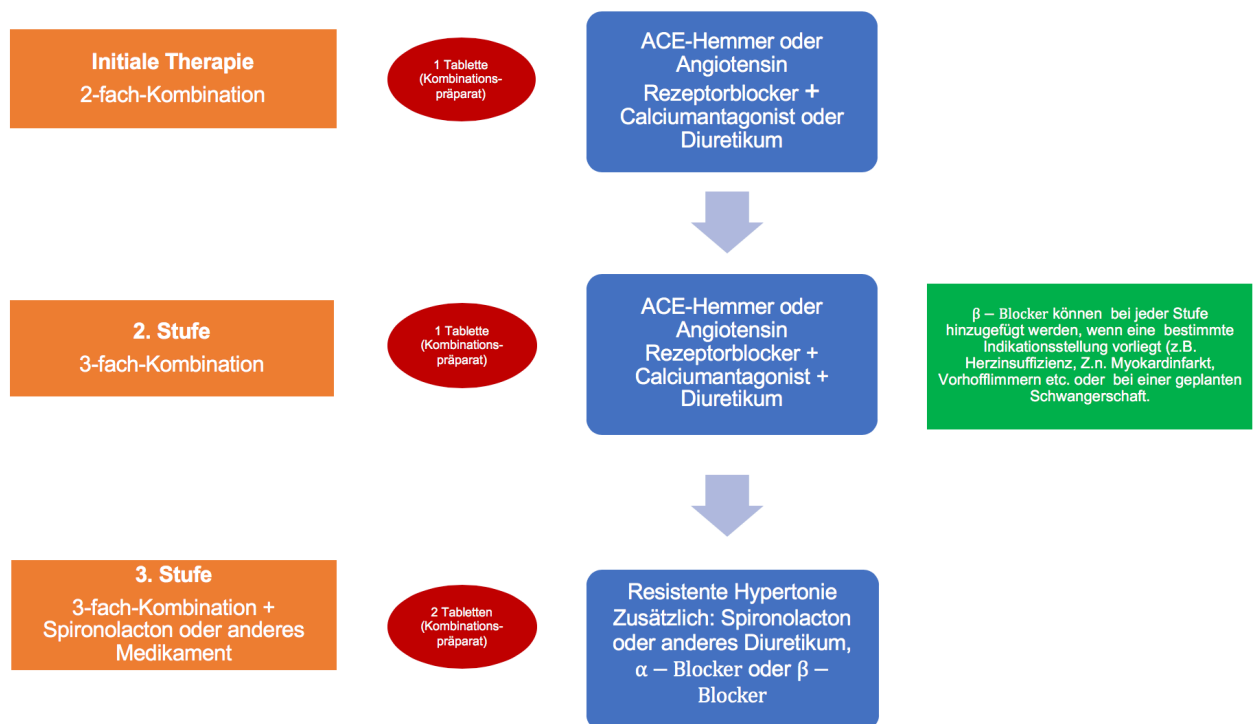 Initiale Therapie
2-fach-Kombination
1 Tablette
(Kombinations-
präparat)
ACE-Hemmer oder
Angiotensin
Rezeptorblocker +
Calciumantagonist oder
Diuretikum
2. Stufe
3-fach-Kombination
1 Tablette
(Kombinations-
präparat)
ACE-Hemmer oder
Angiotensin
Rezeptorblocker +
Calciumantagonist +
Diuretikum
β − Blocker können bei jeder Stufe
hinzugefügt werden, wenn eine bestimmte
Indikationsstellung vorliegt (z.B.
Herzinsuffizienz, Z.n. Myokardinfarkt,
Vorhofflimmern etc. oder bei einer geplanten
Schwangerschaft.
3. Stufe
3-fach-Kombination +
Spironolacton oder anderes
Medikament
2 Tabletten
(Kombinations-
präparat)
Resistente Hypertonie
Zusätzlich: Spironolacton
oder anderes Diuretikum,
α − Blocker oder β −
Blocker